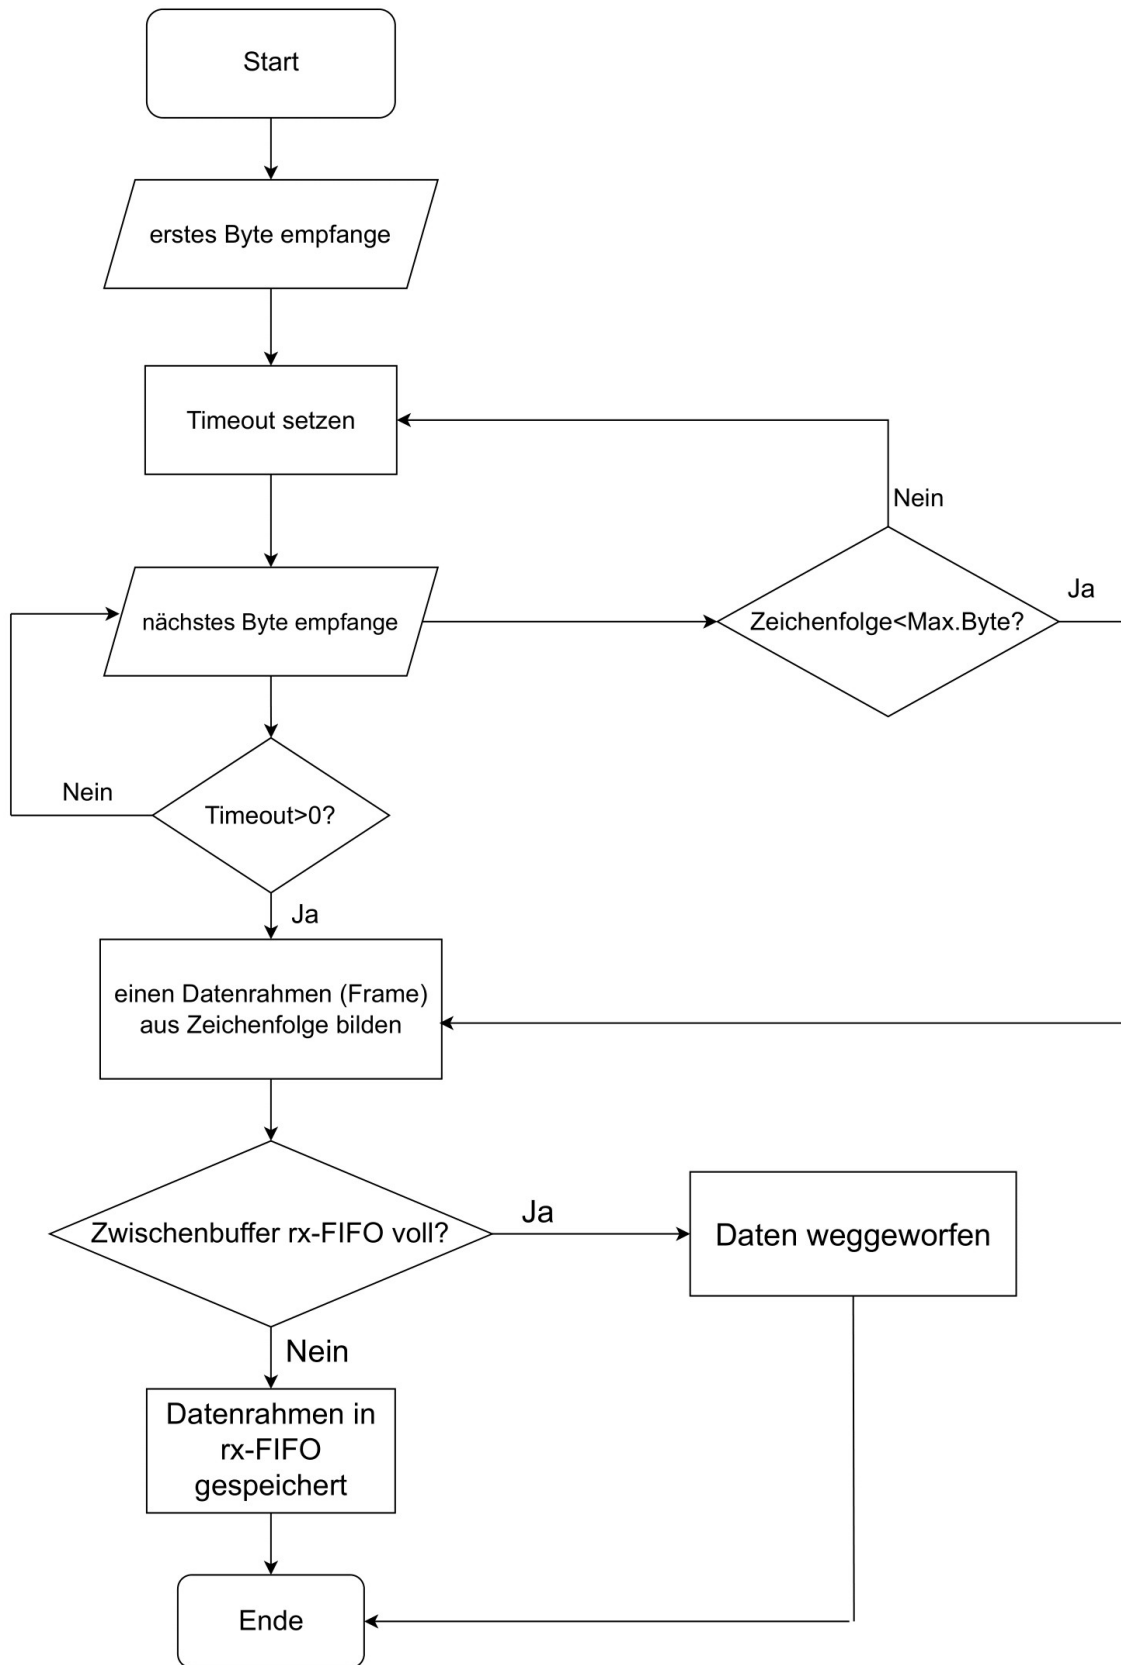 Start
erstes Byte empfange
Timeout setzen
Nein
nächstes Byte empfange
Zeichenfolge<Max.Byte?
Ja
Nein
Timeout>0?
Ja
einen Datenrahmen (Frame)
aus Zeichenfolge bilden
Zwischenbuffer rx-FIFO voll?
Ja
Daten weggeworfen
Nein
Datenrahmen in
rx-FIFO
gespeichert
Ende